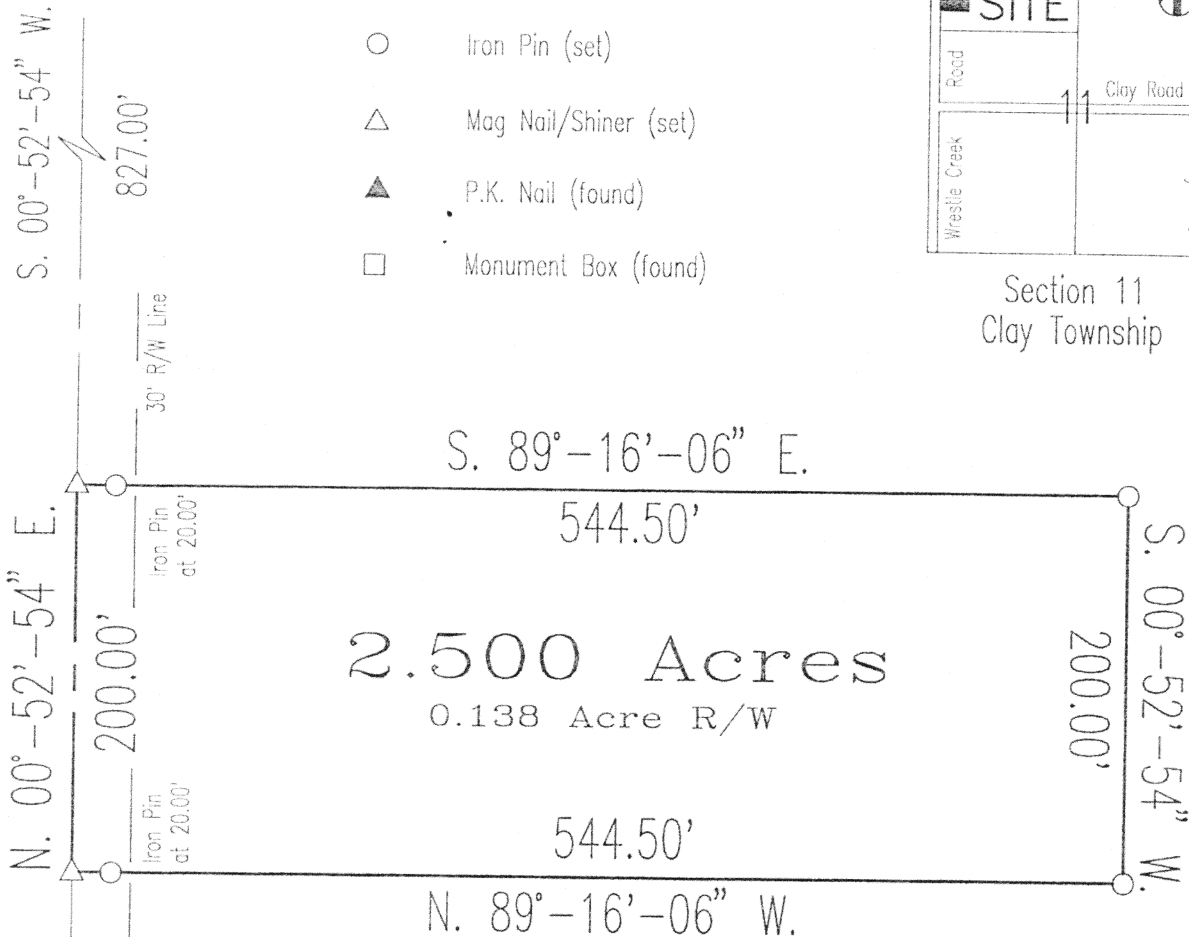 S. 00°-52'-54" W.
827.00'
Iron Pin (set)
Mag Nail/Shiner (set)
P.K. Nail (found)
Monument Box (found)
SITE
Road
Clay Road
11
Wrestle Creek
Section 11
Clay Township
30' R/W Line
S. 89°-16'-06" E.
544.50'
Iron Pin
at 20.00'
N. 00°-52'-54" E.
200.00'
2.500 Acres
0.138 Acre R/W
200.00'
S. 00°-52'-54" W.
Iron Pin
at 20.00'
544.50'
N. 89°-16'-06" W.